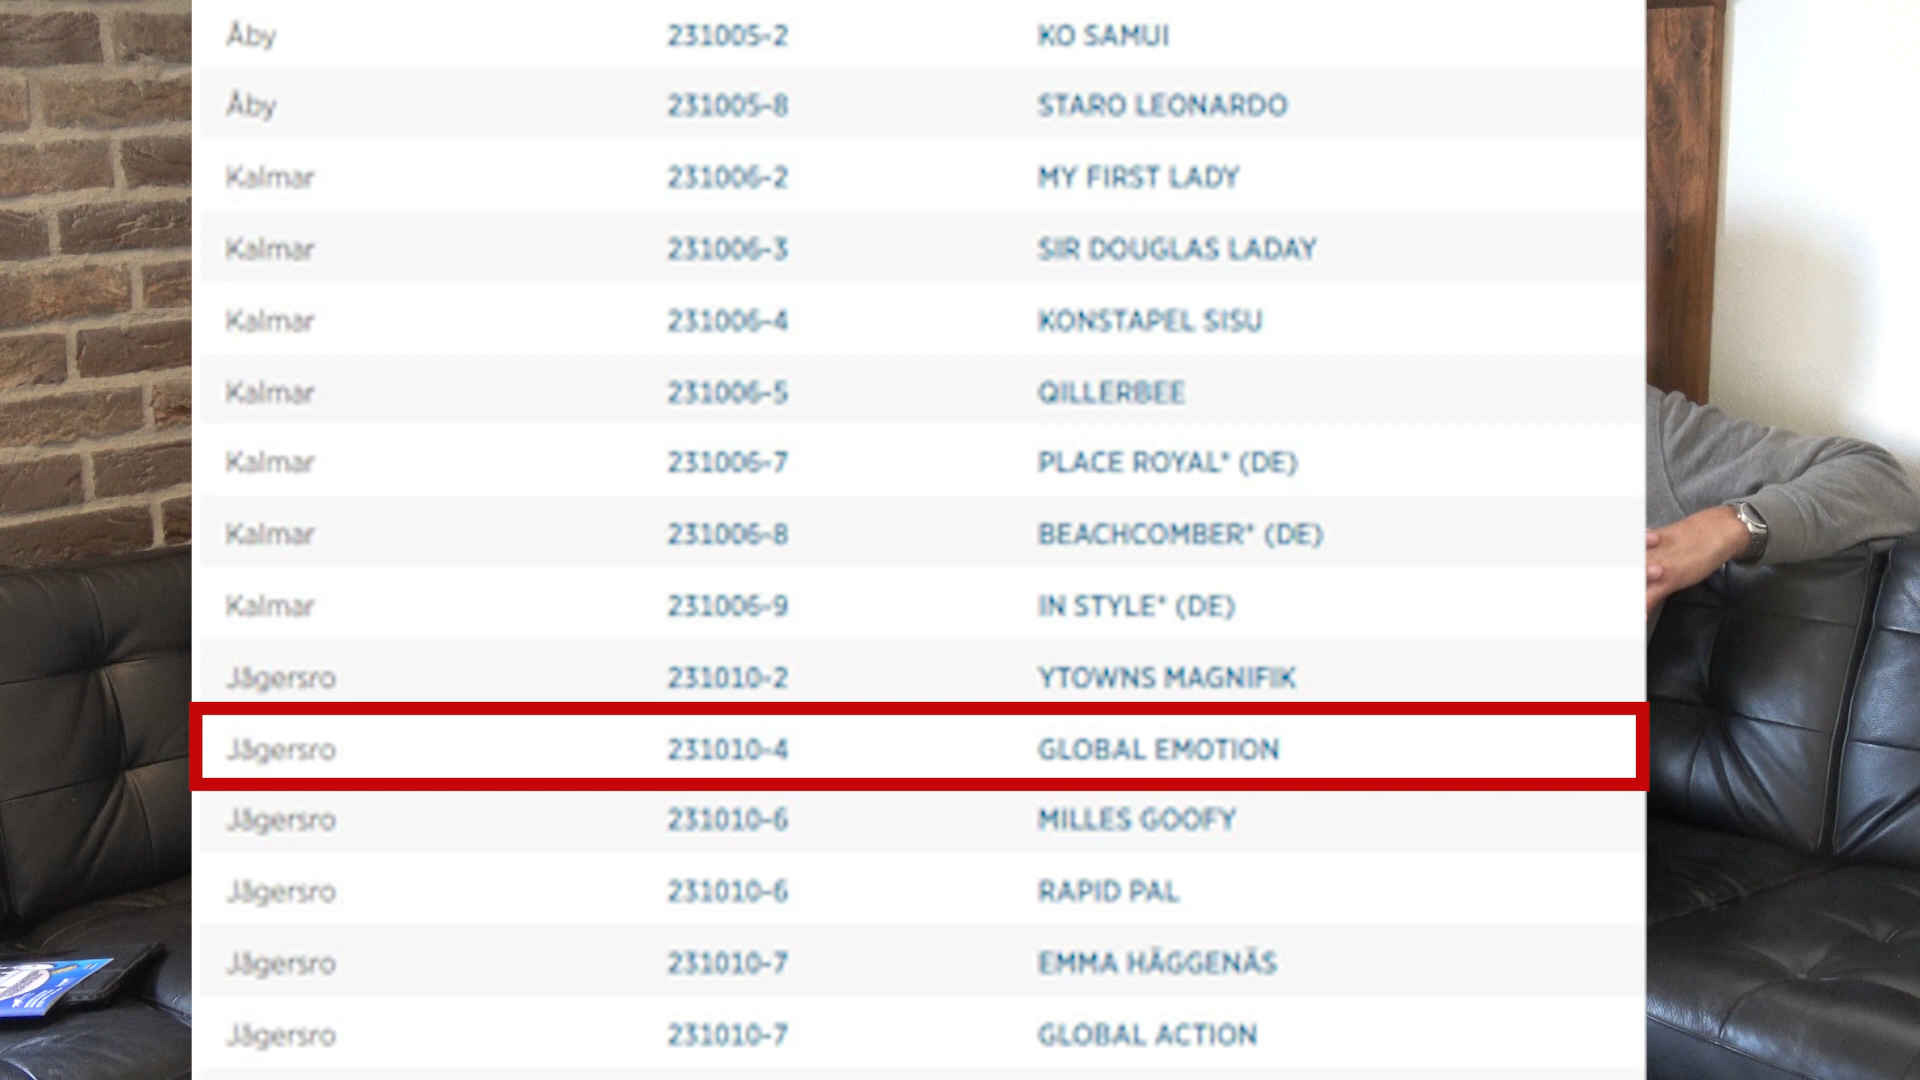 Åby 231005-2 KO SAMUI
Åby 231005-8 STARO LEONARDO
Kalmar 231006-2 MY FIRST LADY
Kalmar 231006-3 SIR DOUGLAS LADAY
Kalmar 231006-4 KONSTAPEL SISU
Kalmar 231006-5 QILLERBEE
Kalmar 231006-7 PLACE ROYAL* (DE)
Kalmar 231006-8 BEACHCOMBER* (DE)
Kalmar 231006-9 IN STYLE* (DE)
Jägersro 231010-2 YTOWNS MAGNIFIK
Jägersro 231010-4 GLOBAL EMOTION
Jägersro 231010-6 MILLES GOOFY
Jägersro 231010-6 RAPID PAL
Jägersro 231010-7 EMMA HÄGGENÄS
Jägersro 231010-7 GLOBAL ACTION